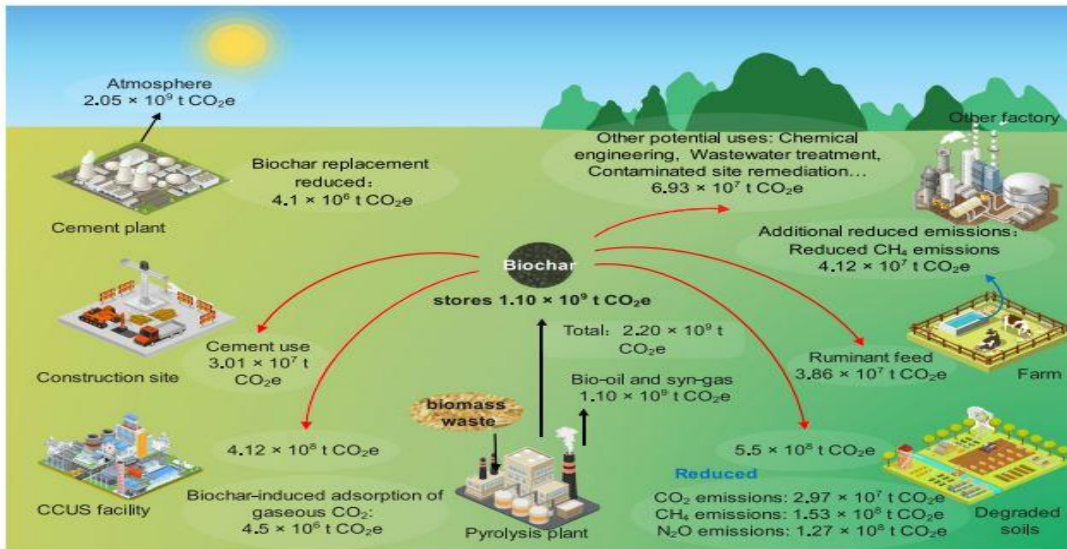 Atmosphere
2.05 × 10⁹ t CO₂e
Other factory
Other potential uses: Chemical
engineering, Wastewater treatment,
Contaminated site remediation...
6.93 × 10⁷ t CO₂e
Biochar replacement
reduced:
4.1 × 10⁶ t CO₂e
Cement plant
Additional reduced emissions:
Reduced CH₄ emissions
4.12 × 10⁷ t CO₂e
Biochar
stores 1.10 × 10⁹ t CO₂e
Total: 2.20 × 10⁹ t
CO₂e
Cement use
3.01 × 10⁷ t
CO₂e
Construction site
Ruminant feed
3.86 × 10⁷ t CO₂e
Farm
Bio-oil and syn-gas
1.10 × 10⁹ t CO₂e
biomass
waste
4.12 × 10⁸ t CO₂e
5.5 × 10⁸ t CO₂e
Reduced
Biochar-induced adsorption of
gaseous CO₂:
4.5 × 10⁶ t CO₂e
CCUS facility
Pyrolysis plant
CO₂ emissions: 2.97 × 10⁷ t CO₂e
CH₄ emissions: 1.53 × 10⁸ t CO₂e
N₂O emissions: 1.27 × 10⁸ t CO₂e
Degraded
soils